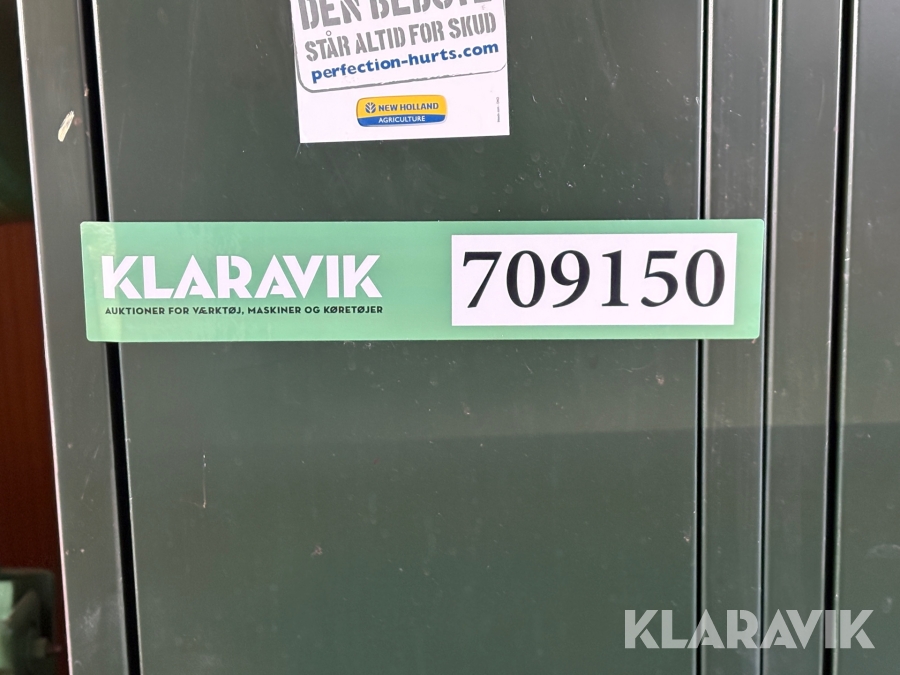 DEN
STÅR ALTID FOR SKUD
perfection-hurts.com
NEW HOLLAND
AGRICULTURE
KLARAVIK
AUKTIONER FOR VÆRKTØJ, MASKINER OG KØRETØJER
709150
KLARAVIK